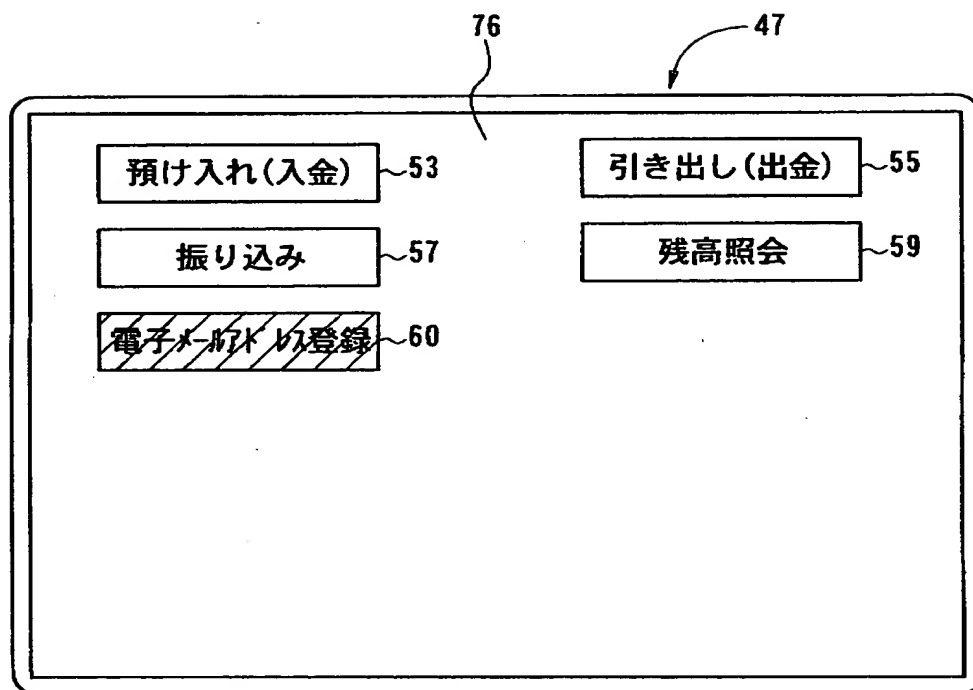 76
47
預け入れ(入金)
53
引き出し(出金)
55
振り込み
57
残高照会
59
電子メールアドレス登録
60